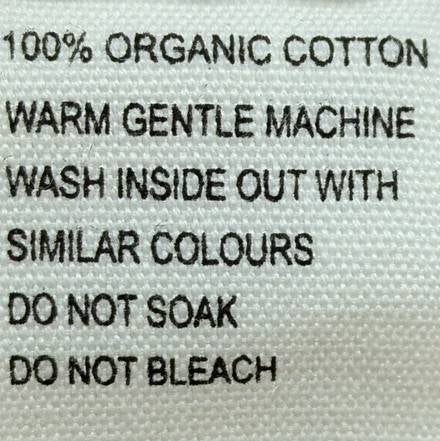 100% ORGANIC COTTON
WARM GENTLE MACHINE
WASH INSIDE OUT WITH
SIMILAR COLOURS
DO NOT SOAK
DO NOT BLEACH